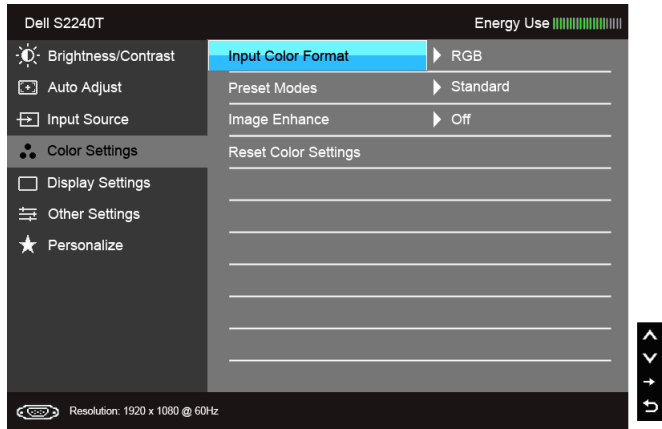 Dell S2240T
Energy Use
Brightness/Contrast
Auto Adjust
Input Source
Color Settings
Display Settings
Other Settings
Personalize
Input Color Format
RGB
Preset Modes
Standard
Image Enhance
Off
Reset Color Settings
Resolution: 1920 x 1080 @ 60Hz